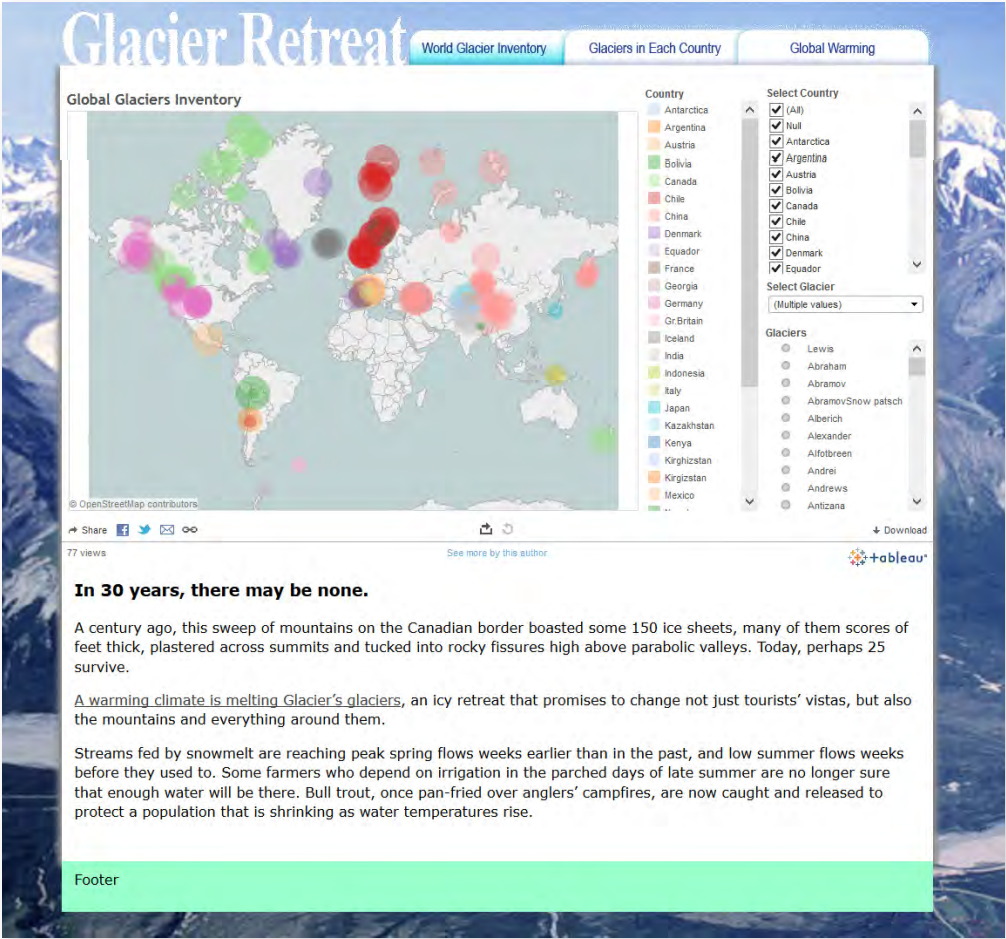 Glacier Retreat
World Glacier Inventory
Glaciers in Each Country
Global Warming
Global Glaciers Inventory
© OpenStreetMap contributors
Country
Antarctica
Argentina
Austria
Bolivia
Canada
Chile
China
Denmark
Equador
France
Georgia
Germany
Gr.Britain
Iceland
India
Indonesia
Italy
Japan
Kazakhstan
Kenya
Kirghizstan
Kirgizstan
Mexico
Select Country
(All)
Null
Antarctica
Argentina
Austria
Bolivia
Canada
Chile
China
Denmark
Equador
Select Glacier
(Multiple values)
Glaciers
Lewis
Abraham
Abramov
AbramovSnow patsch
Alberich
Alexander
Alfotbreen
Andrei
Andrews
Antizana
Share
Download
77 views
See more by this author
+ableau
In 30 years, there may be none.
A century ago, this sweep of mountains on the Canadian border boasted some 150 ice sheets, many of them scores of
feet thick, plastered across summits and tucked into rocky fissures high above parabolic valleys. Today, perhaps 25
survive.
A warming climate is melting Glacier’s glaciers, an icy retreat that promises to change not just tourists’ vistas, but also
the mountains and everything around them.
Streams fed by snowmelt are reaching peak spring flows weeks earlier than in the past, and low summer flows weeks
before they used to. Some farmers who depend on irrigation in the parched days of late summer are no longer sure
that enough water will be there. Bull trout, once pan-fried over anglers’ campfires, are now caught and released to
protect a population that is shrinking as water temperatures rise.
Footer